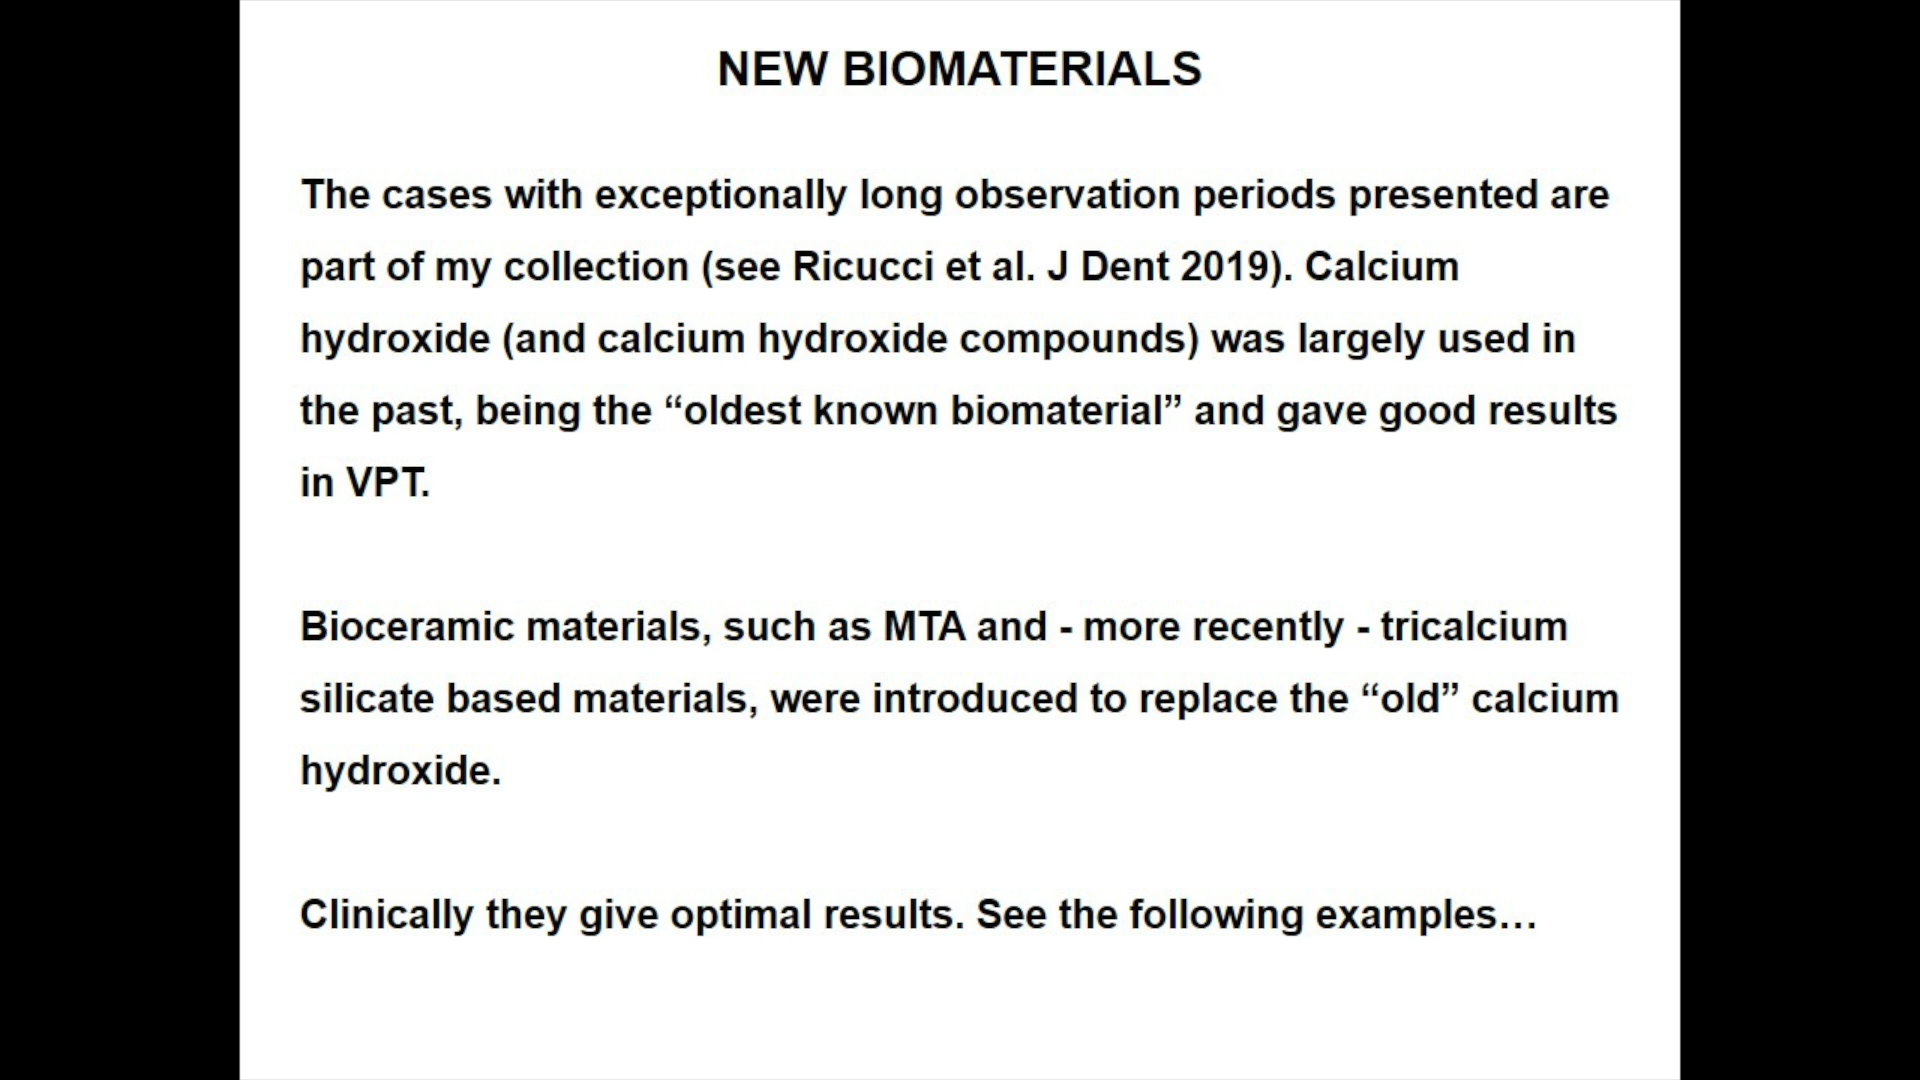 NEW BIOMATERIALS
The cases with exceptionally long observation periods presented are
part of my collection (see Ricucci et al. J Dent 2019). Calcium
hydroxide (and calcium hydroxide compounds) was largely used in
the past, being the “oldest known biomaterial” and gave good results
in VPT.
Bioceramic materials, such as MTA and - more recently - tricalcium
silicate based materials, were introduced to replace the “old” calcium
hydroxide.
Clinically they give optimal results. See the following examples…